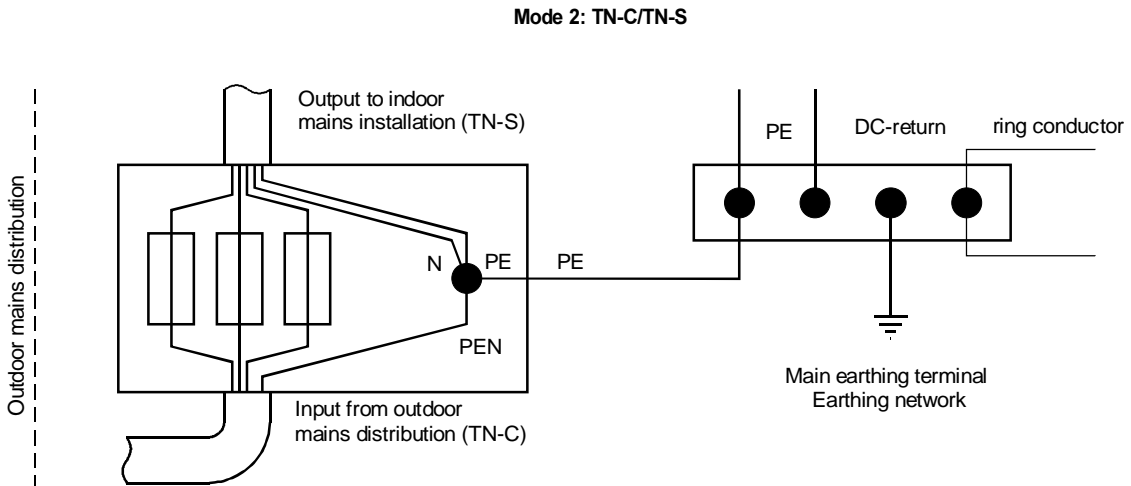 Mode 2: TN-C/TN-S
Outdoor mains distribution
Output to indoor
mains installation (TN-S)
PE
DC-return
ring conductor
N
PE
PE
PEN
Input from outdoor
mains distribution (TN-C)
Main earthing terminal
Earthing network